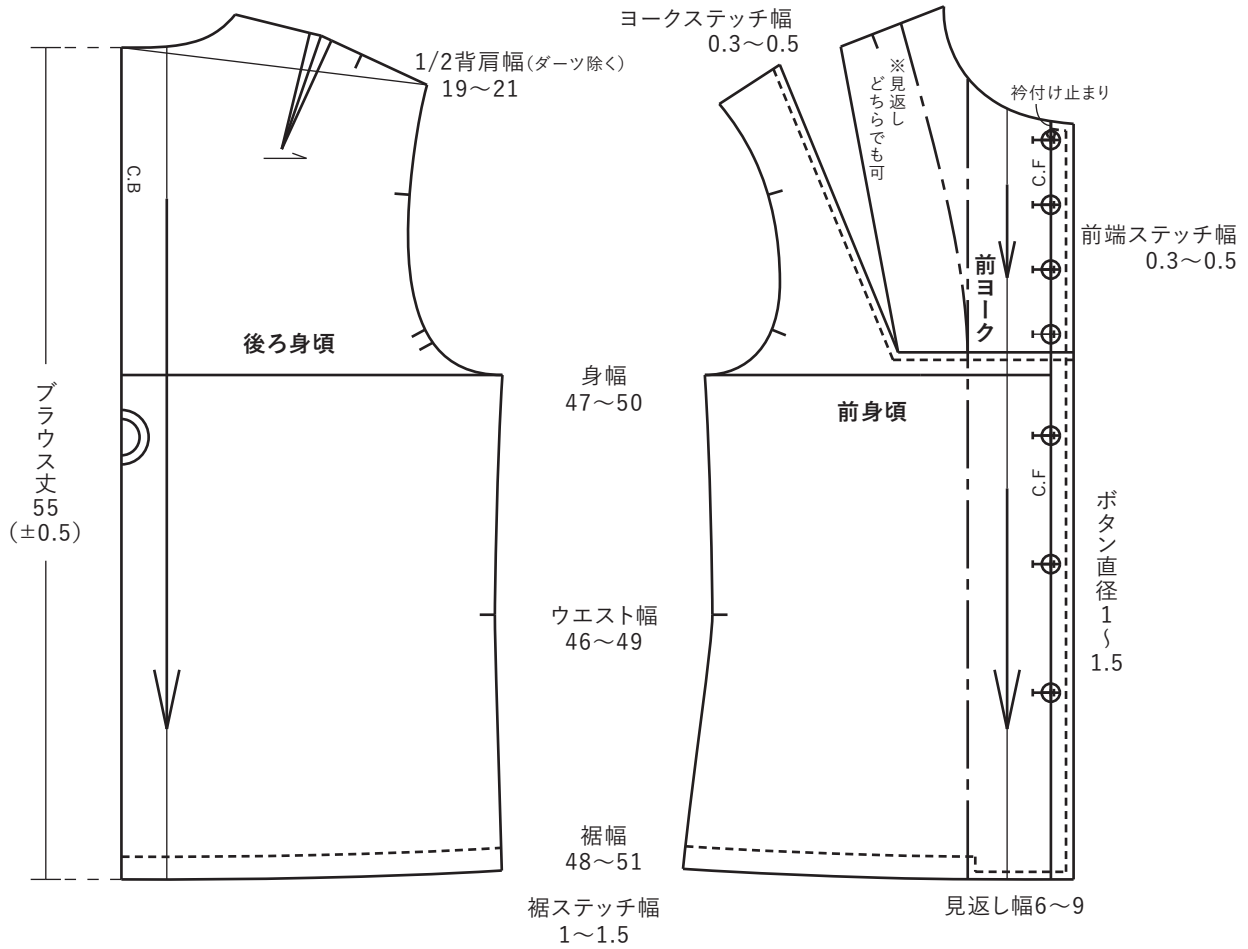 ヨークステッチ幅
0.3〜0.5
1/2背肩幅(ダーツ除く)
19〜21
※見返し
どちらでも可
衿付け止まり
C.B
C.F
前端ステッチ幅
0.3〜0.5
前ヨーク
後ろ身頃
身幅
47〜50
前身頃
ブラウス丈
55
(±0.5)
C.F
ボタン直径
1
〜
1.5
ウエスト幅
46〜49
裾幅
48〜51
裾ステッチ幅
1〜1.5
見返し幅6〜9